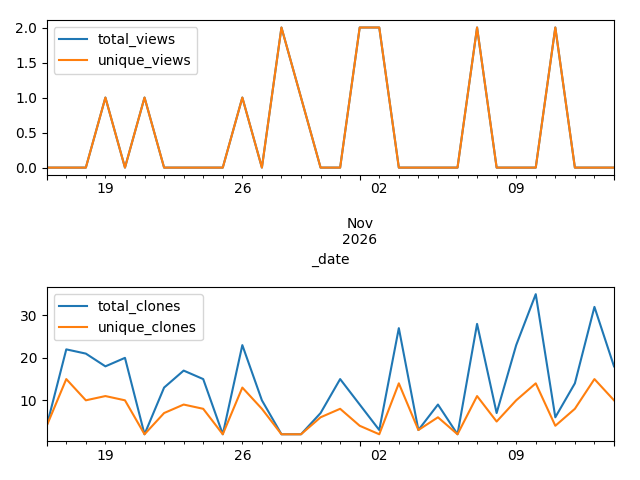 2.0
1.5
1.0
0.5
0.0
total_views
unique_views
19
26
02
09
Nov
2026
_date
30
20
10
total_clones
unique_clones
19
26
02
09